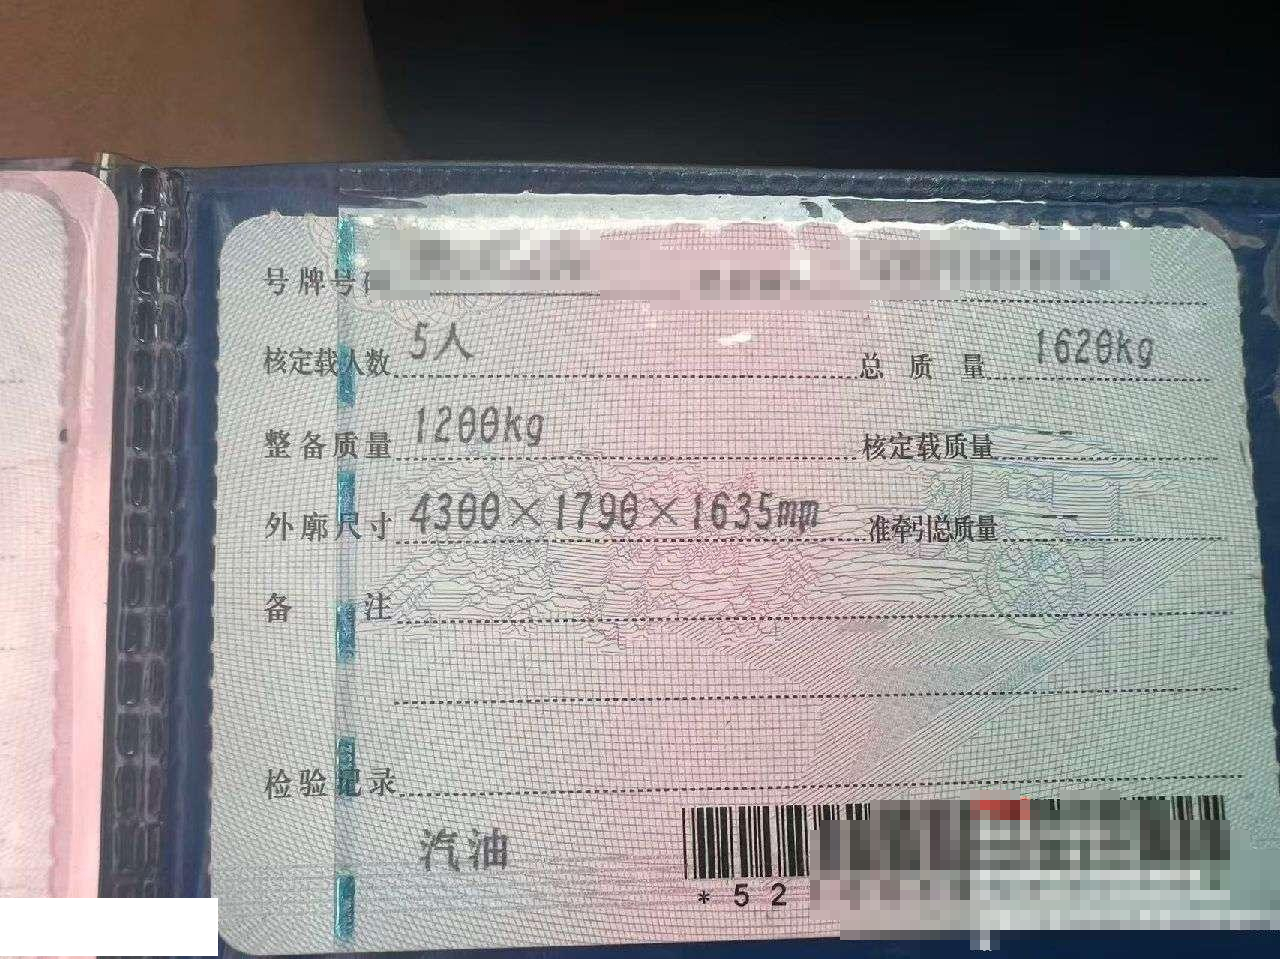 号牌号
核定载人数 5人 总质量 1620kg
整备质量 1200kg 核定载质量 --
外廓尺寸 4300×1790×1635mm 准牵引总质量 --
备注
检验记录
汽油
*52